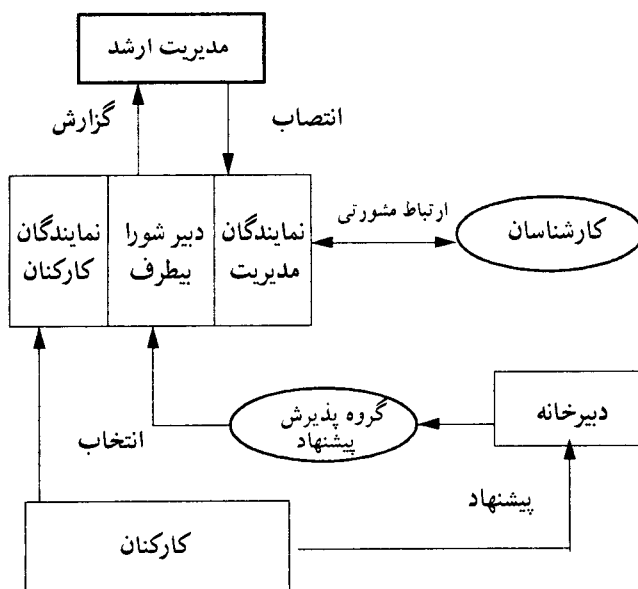 مدیریت ارشد
گزارش
انتصاب
نمایندگان
کارکنان
دبیر شورا
بیطرف
نمایندگان
مدیریت
ارتباط مشورتی
کارشناسان
گروه پذیرش
پیشنهاد
دبیرخانه
انتخاب
پیشنهاد
کارکنان